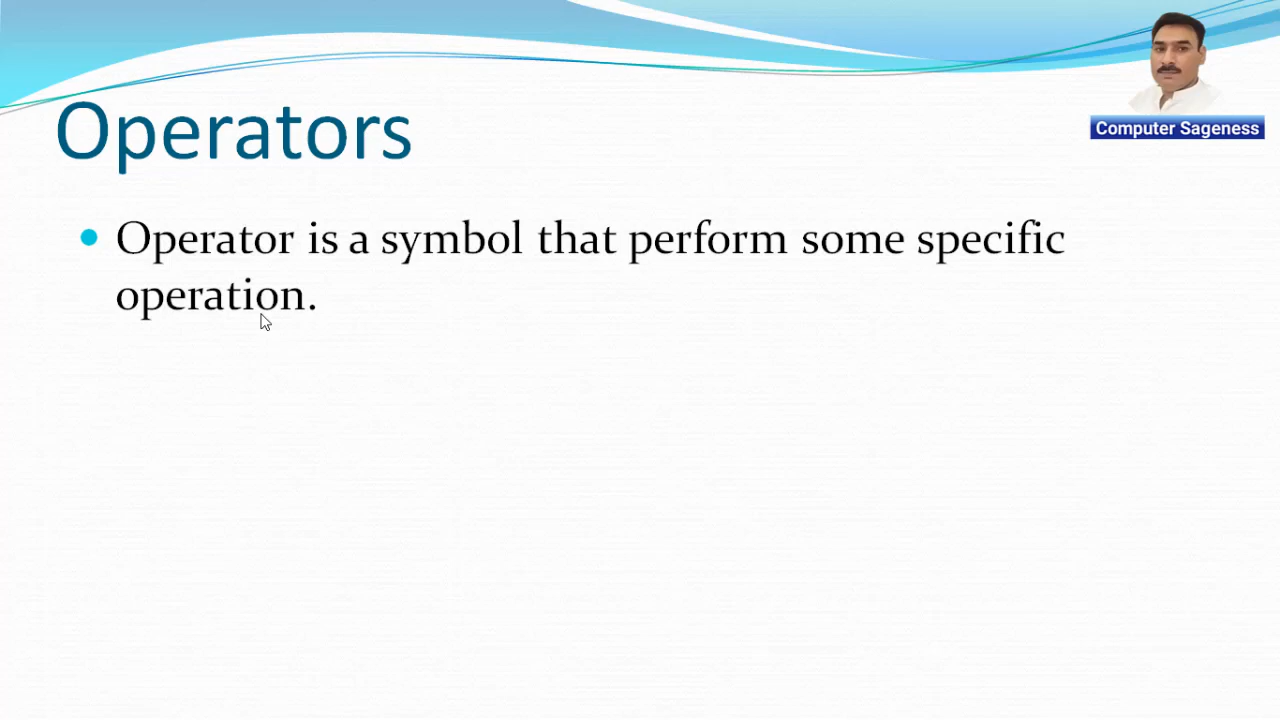 Operators
Computer Sageness
Operator is a symbol that perform some specific
operation.